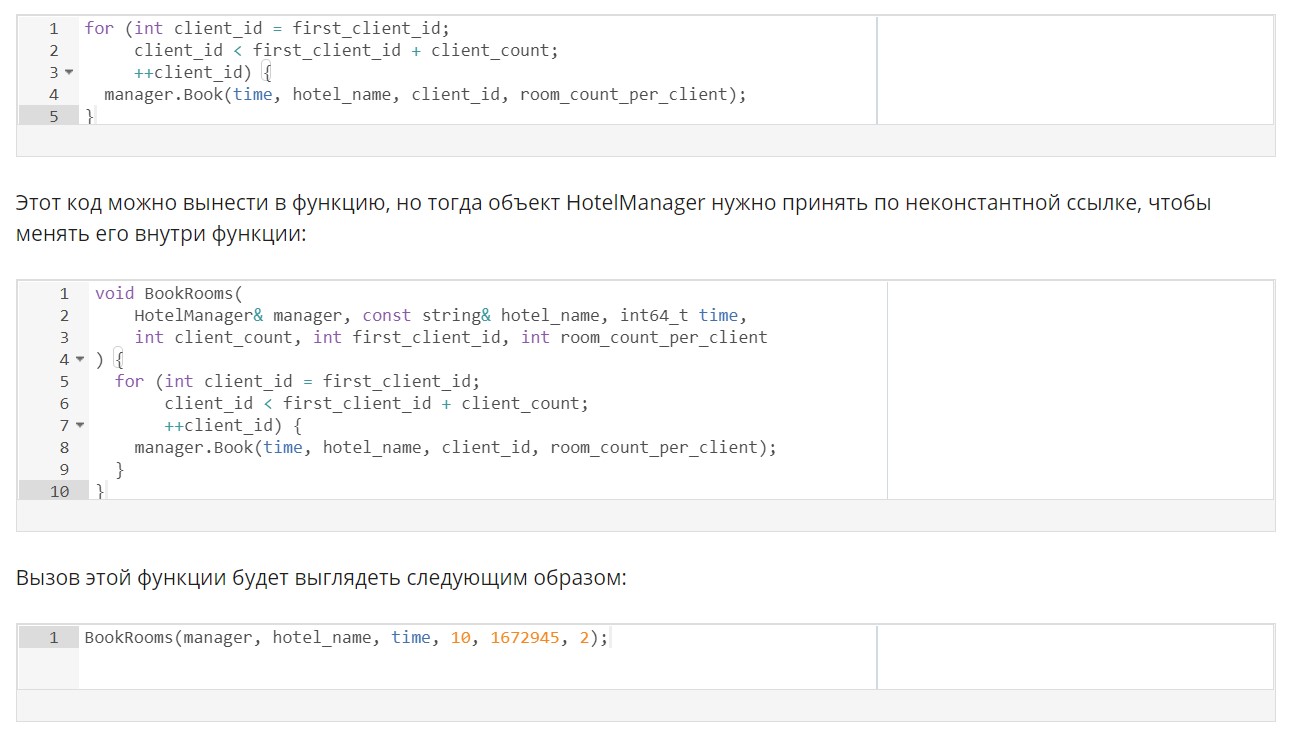 1 for (int client_id = first_client_id;
2 client_id < first_client_id + client_count;
3 ++client_id) {
4 manager.Book(time, hotel_name, client_id, room_count_per_client);
5 }
Этот код можно вынести в функцию, но тогда объект HotelManager нужно принять по неконстантной ссылке, чтобы
менять его внутри функции:
1 void BookRooms(
2 HotelManager& manager, const string& hotel_name, int64_t time,
3 int client_count, int first_client_id, int room_count_per_client
4 ) {
5 for (int client_id = first_client_id;
6 client_id < first_client_id + client_count;
7 ++client_id) {
8 manager.Book(time, hotel_name, client_id, room_count_per_client);
9 }
10 }
Вызов этой функции будет выглядеть следующим образом:
1 BookRooms(manager, hotel_name, time, 10, 1672945, 2);